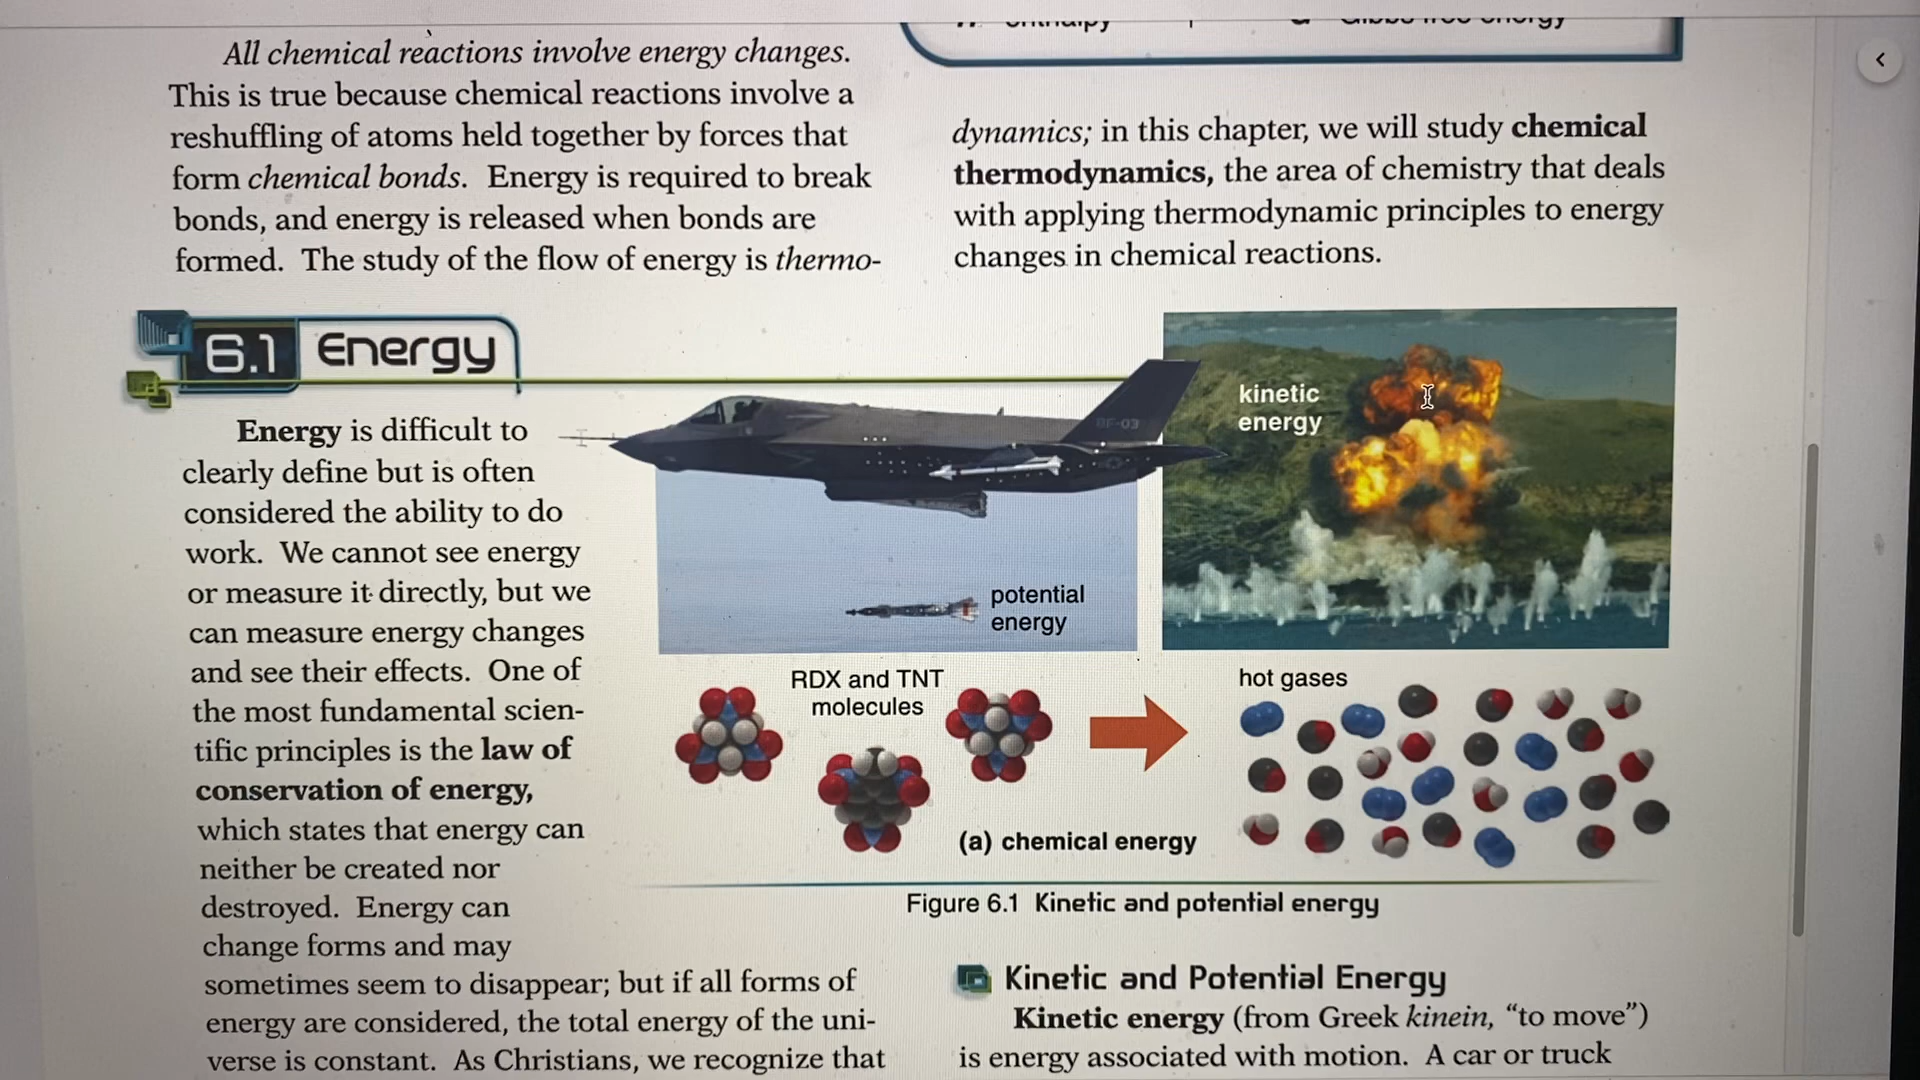 enthalpy
Gibbs free energy
All chemical reactions involve energy changes.
This is true because chemical reactions involve a
reshuffling of atoms held together by forces that
form chemical bonds. Energy is required to break
bonds, and energy is released when bonds are
formed. The study of the flow of energy is thermo-
dynamics; in this chapter, we will study chemical
thermodynamics, the area of chemistry that deals
with applying thermodynamic principles to energy
changes in chemical reactions.
6.1 Energy
Energy is difficult to
clearly define but is often
considered the ability to do
work. We cannot see energy
or measure it directly, but we
can measure energy changes
and see their effects. One of
the most fundamental scien-
tific principles is the law of
conservation of energy,
which states that energy can
neither be created nor
destroyed. Energy can
change forms and may
sometimes seem to disappear; but if all forms of
energy are considered, the total energy of the uni-
verse is constant. As Christians, we recognize that
BF-03
kinetic
energy
potential
energy
RDX and TNT
molecules
hot gases
(a) chemical energy
Figure 6.1 Kinetic and potential energy
Kinetic and Potential Energy
Kinetic energy (from Greek kinein, “to move”)
is energy associated with motion. A car or truck